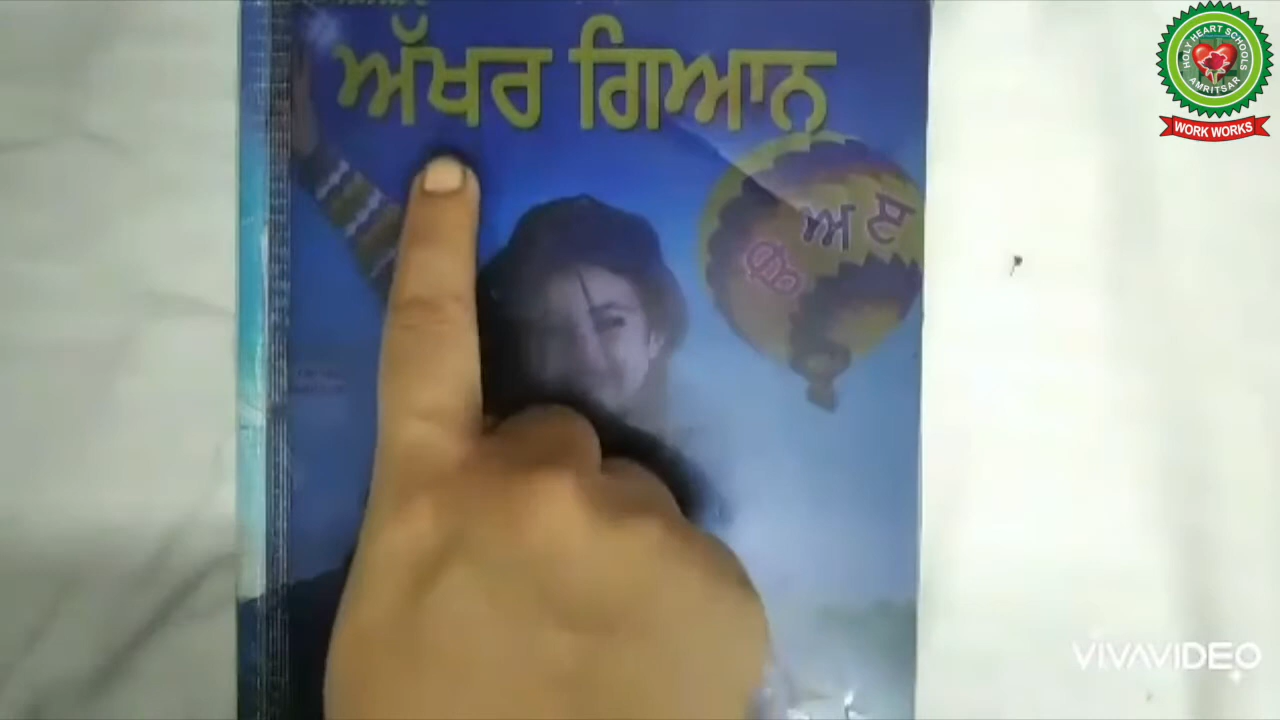 ਅੱਖਰ ਗਿਆਨ
ਅ ੲ
HOLY HEART SCHOOLS
AMRITSAR
WORK WORKS
VIVAVIDEO